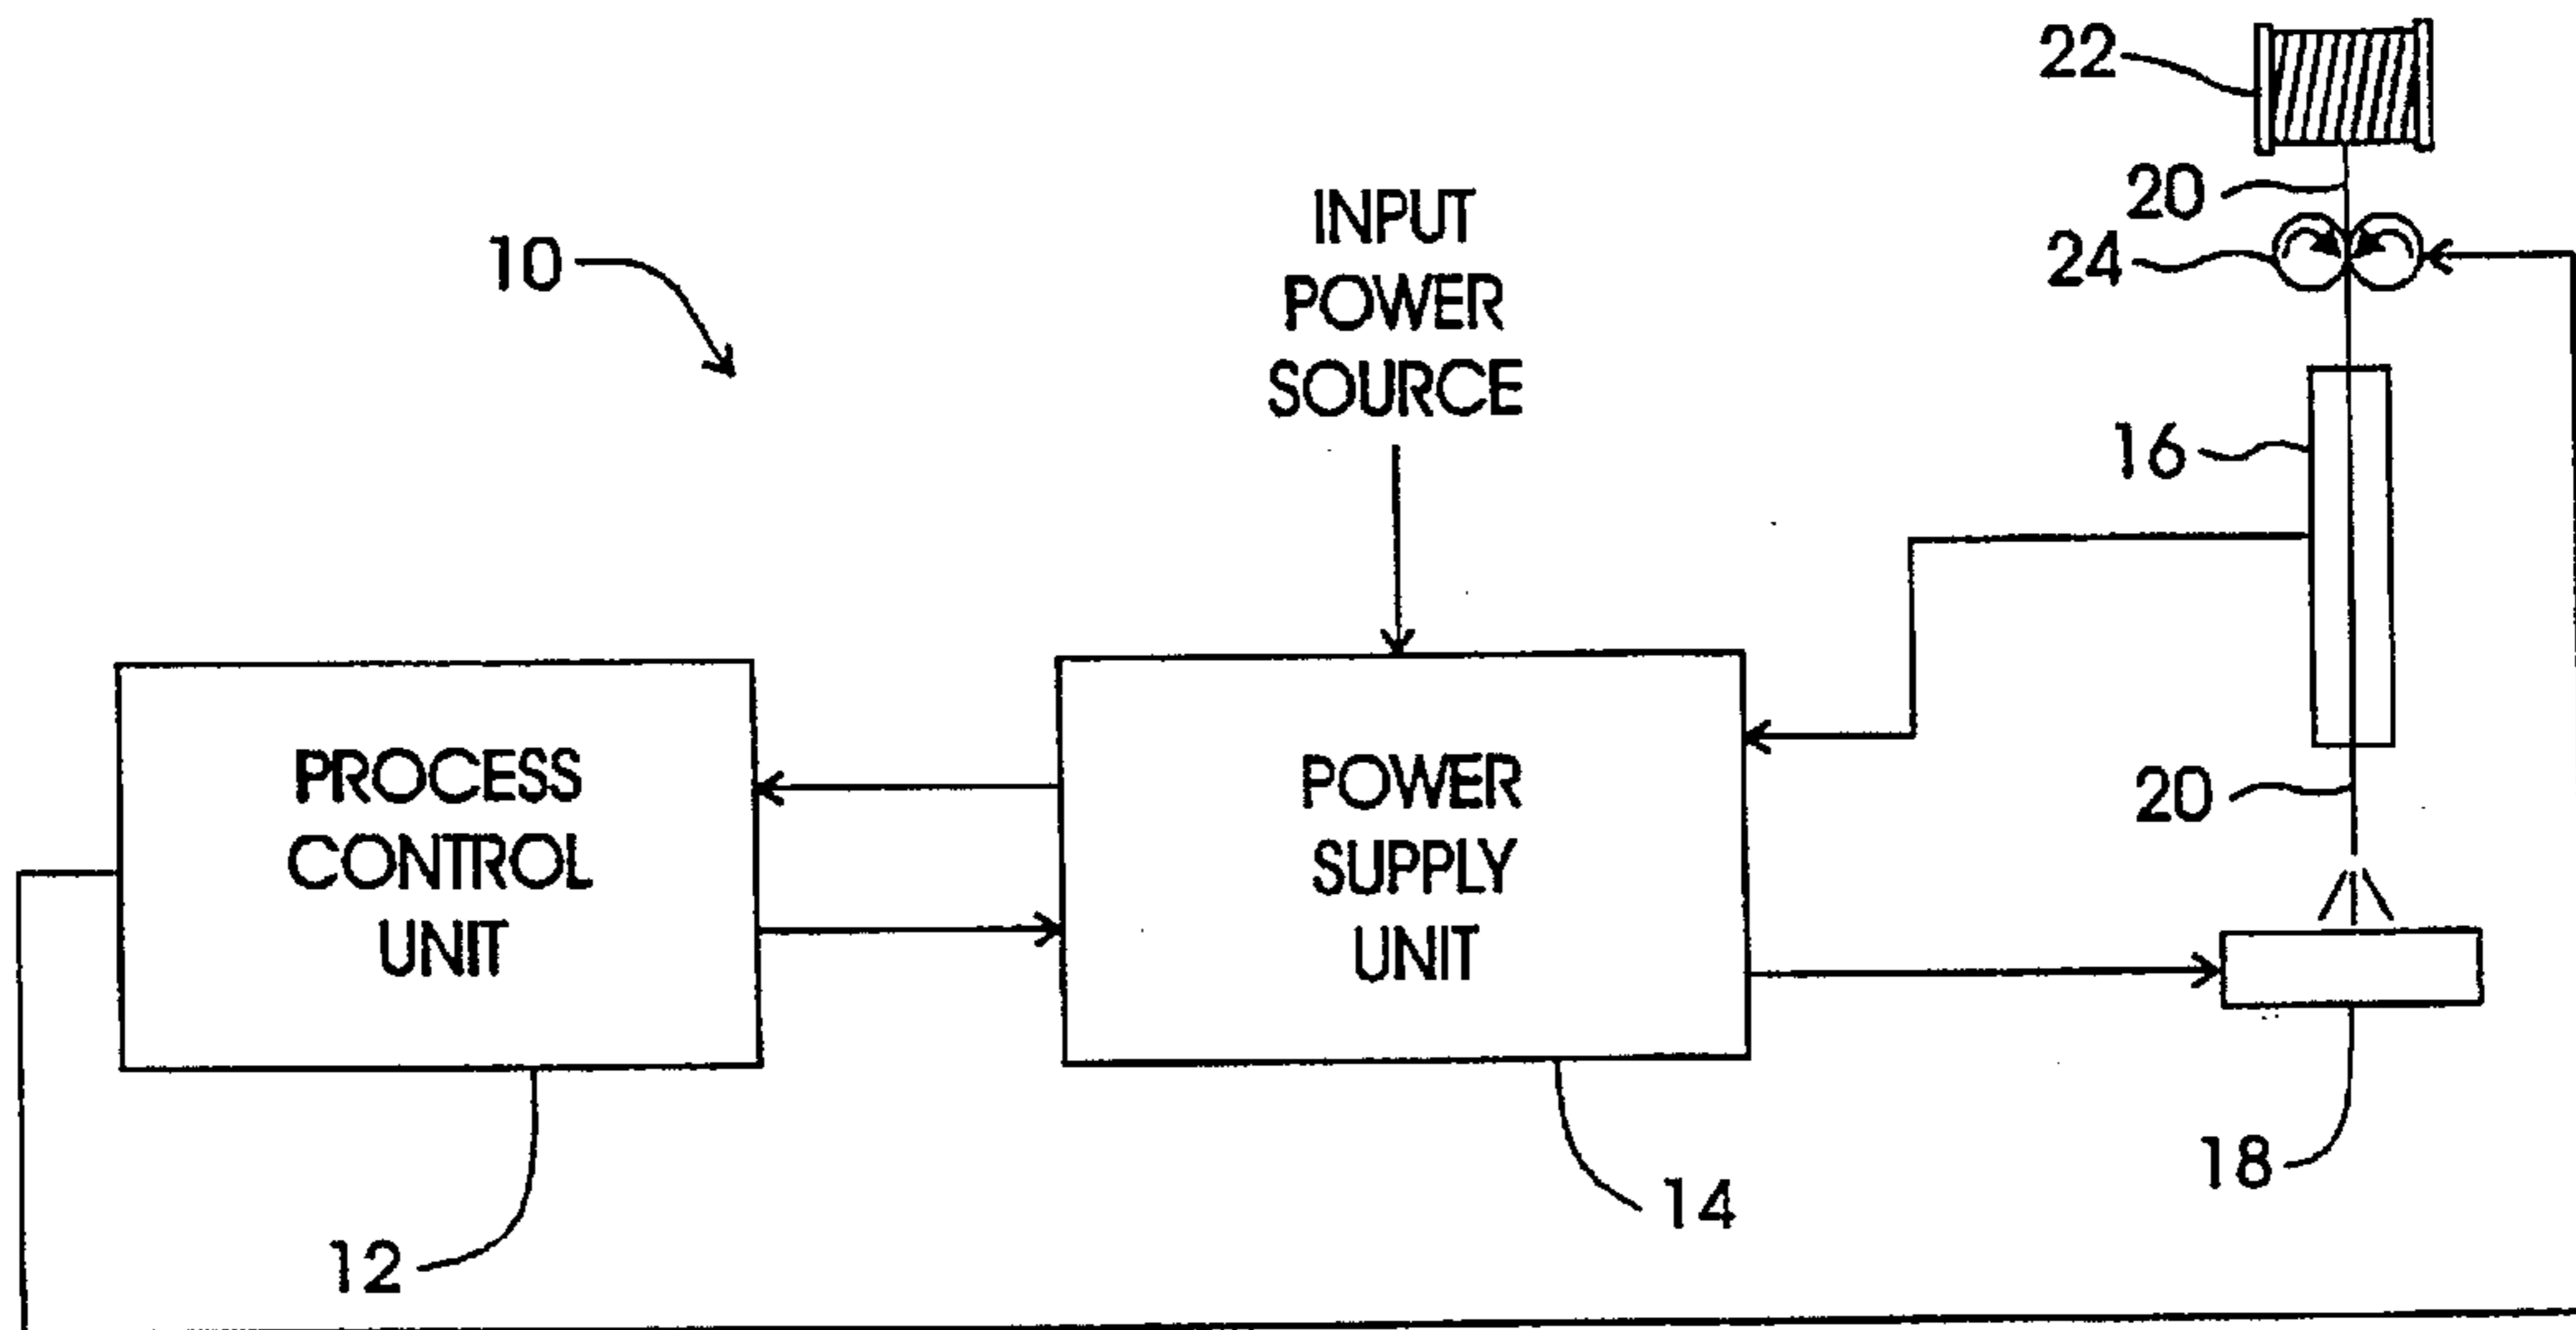 22
20
10
INPUT
POWER
SOURCE
24
16
PROCESS
CONTROL
UNIT
POWER
SUPPLY
UNIT
20
18
14
12